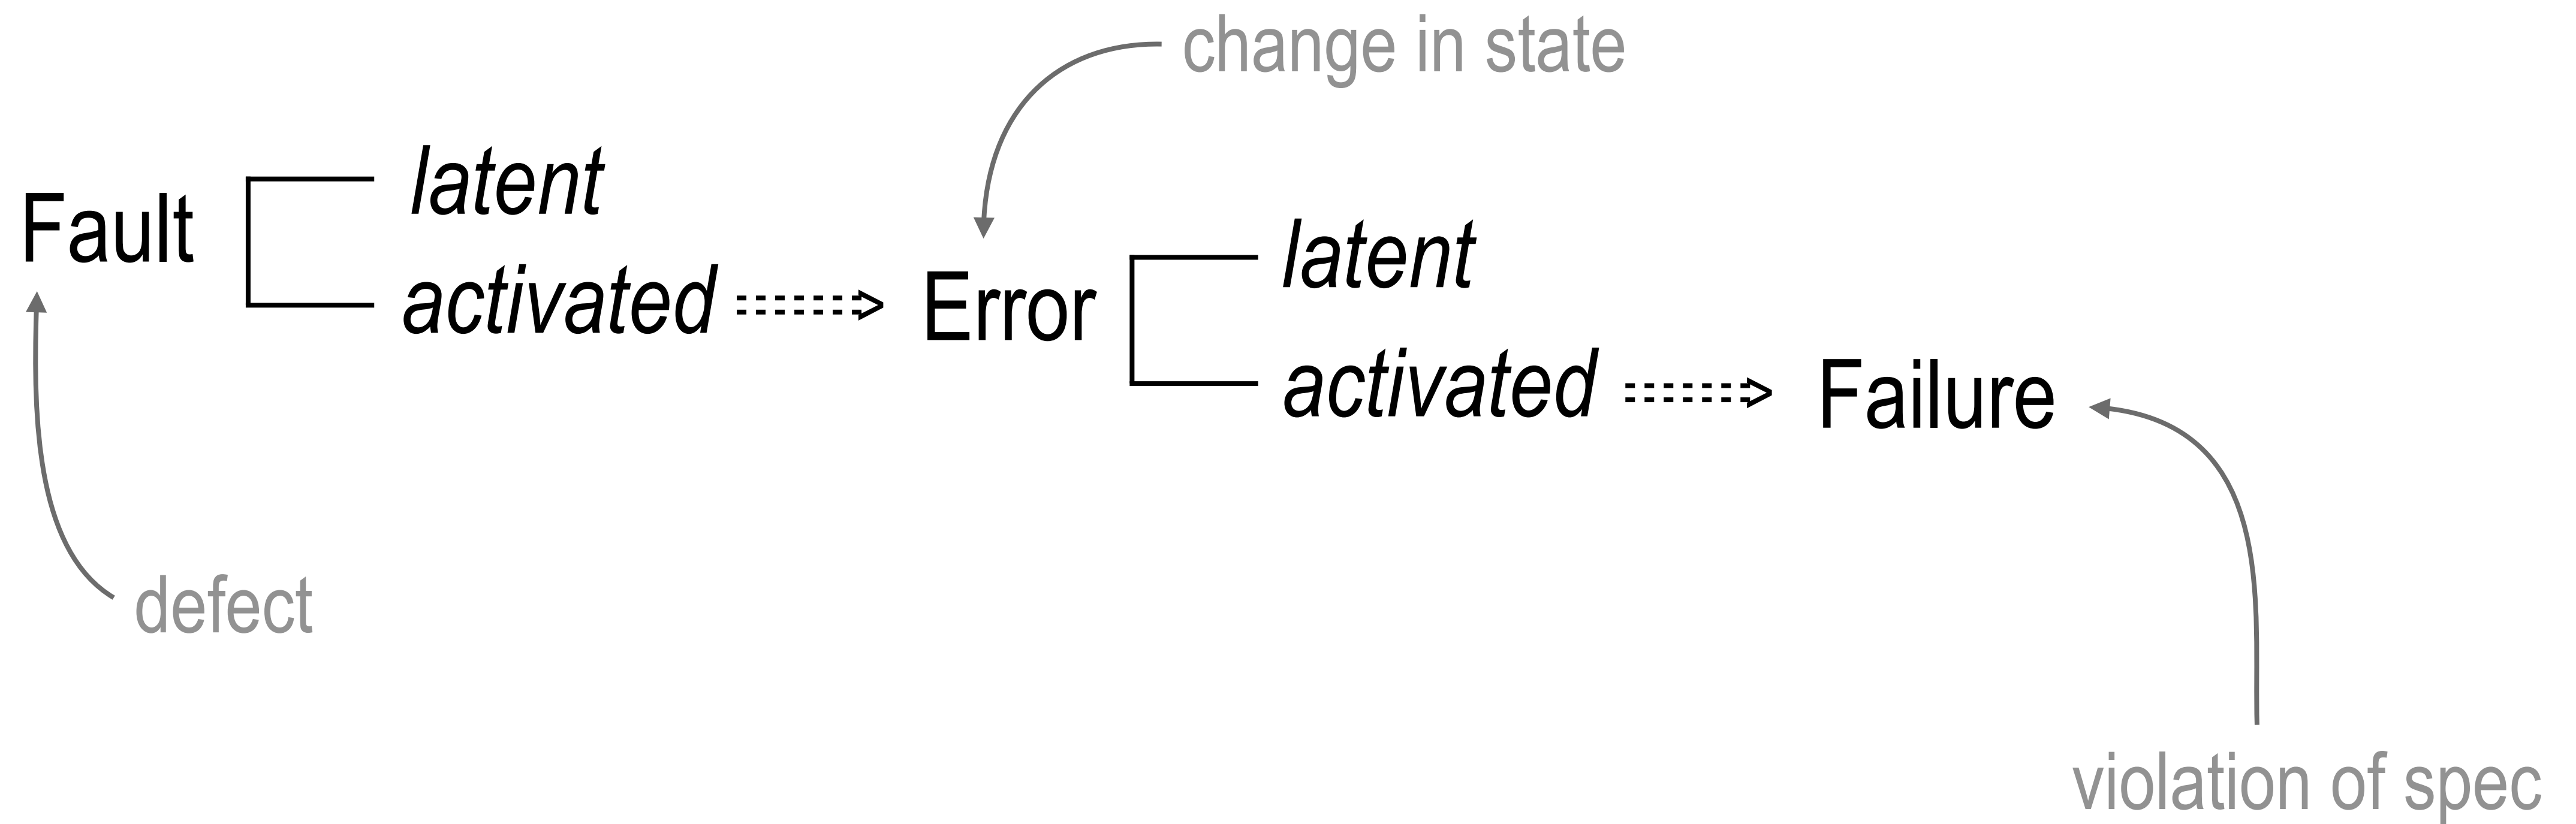 change in state
latent
Fault
activated
latent
Error
activated
Failure
defect
violation of spec